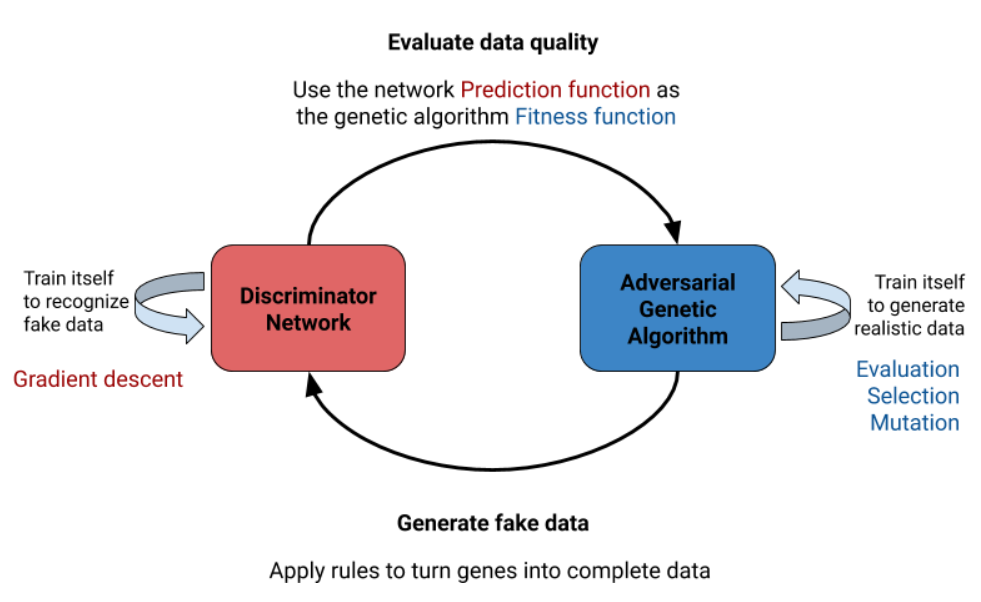 Evaluate data quality
Use the network Prediction function as
the genetic algorithm Fitness function
Train itself
to recognize
fake data
Gradient descent
Discriminator
Network
Adversarial
Genetic
Algorithm
Train itself
to generate
realistic data
Evaluation
Selection
Mutation
Generate fake data
Apply rules to turn genes into complete data